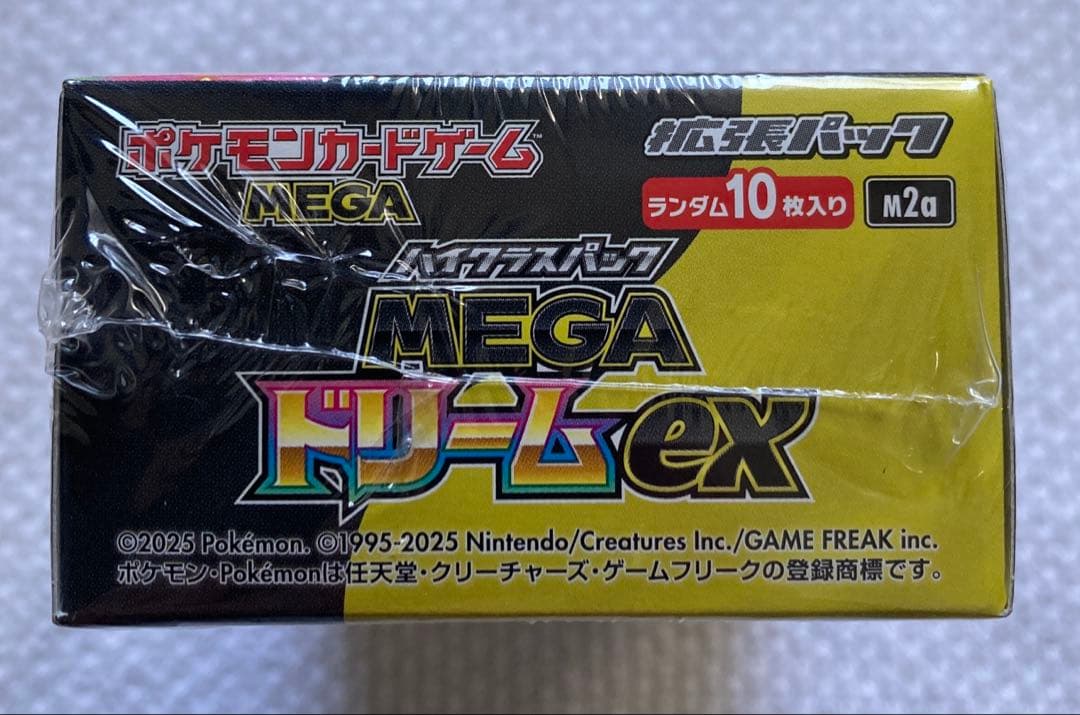 ポケモンカードゲーム™
MEGA
拡張パック
ランダム10枚入り M2a
ハイクラスパック
MEGA
ドリームex
©2025 Pokémon. ©1995-2025 Nintendo/Creatures Inc./GAME FREAK inc.
ポケモン・Pokémonは任天堂・クリーチャーズ・ゲームフリークの登録商標です。